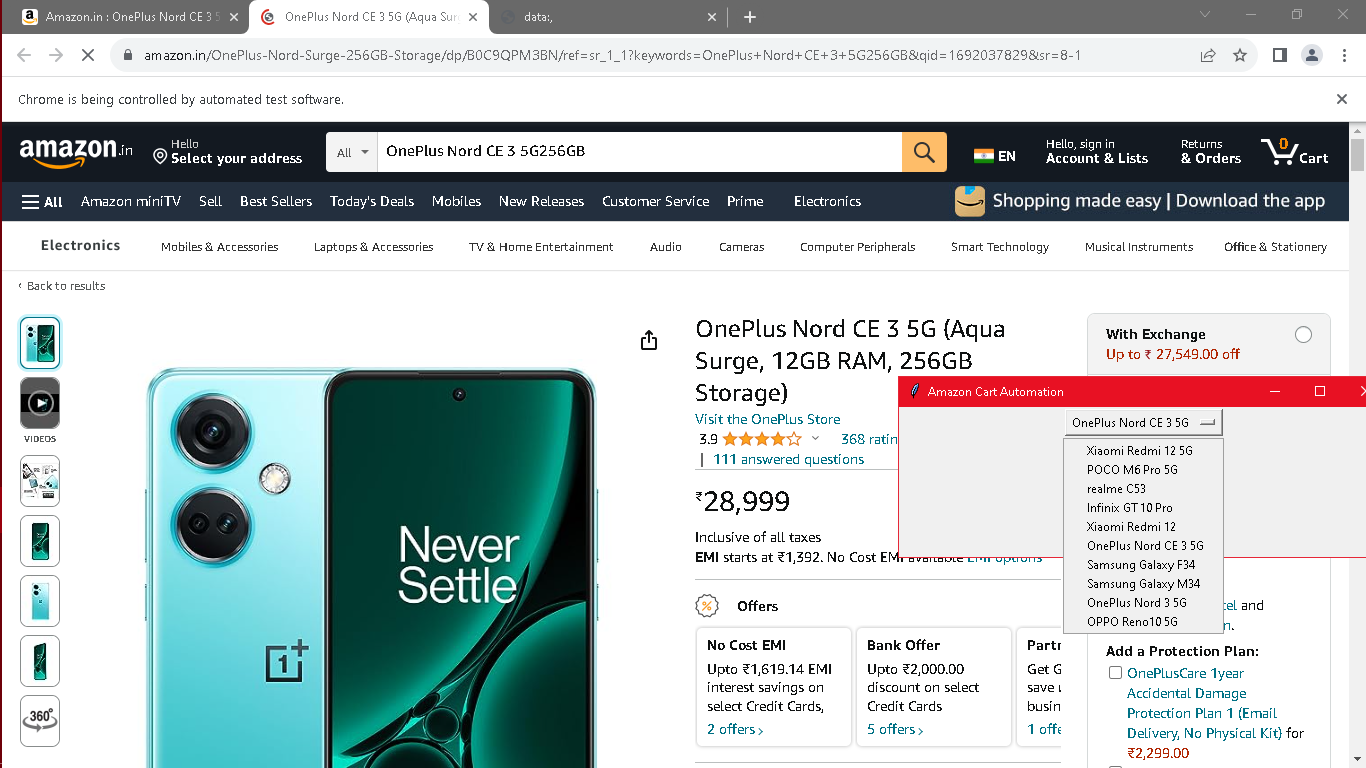 Amazon.in : OnePlus Nord CE 3 5
OnePlus Nord CE 3 5G (Aqua Sur
data:,
amazon.in/OnePlus-Nord-Surge-256GB-Storage/dp/B0C9QPM3BN/ref=sr_1_1?keywords=OnePlus+Nord+CE+3+5G256GB&qid=1692037829&sr=8-1
Chrome is being controlled by automated test software.
amazon.in
Hello
Select your address
All
OnePlus Nord CE 3 5G256GB
EN
Hello, sign in
Account & Lists
Returns
& Orders
0
Cart
All
Amazon miniTV
Sell
Best Sellers
Today's Deals
Mobiles
New Releases
Customer Service
Prime
Electronics
Shopping made easy | Download the app
Electronics
Mobiles & Accessories
Laptops & Accessories
TV & Home Entertainment
Audio
Cameras
Computer Peripherals
Smart Technology
Musical Instruments
Office & Stationery
‹ Back to results
VIDEOS
360°
Never
Settle
1+
OnePlus Nord CE 3 5G (Aqua
Surge, 12GB RAM, 256GB
Storage)
Visit the OnePlus Store
3.9
368 ratin
| 111 answered questions
₹28,999
Inclusive of all taxes
EMI starts at ₹1,392. No Cost EMI available EMI options
Offers
No Cost EMI
Upto ₹1,619.14 EMI
interest savings on
select Credit Cards,
2 offers ›
Bank Offer
Upto ₹2,000.00
discount on select
Credit Cards
5 offers ›
Partn
Get G
save u
busin
1 offe
With Exchange
Up to ₹ 27,549.00 off
Amazon Cart Automation
OnePlus Nord CE 3 5G
Xiaomi Redmi 12 5G
POCO M6 Pro 5G
realme C53
Infinix GT 10 Pro
Xiaomi Redmi 12
OnePlus Nord CE 3 5G
Samsung Galaxy F34
Samsung Galaxy M34
OnePlus Nord 3 5G
OPPO Reno10 5G
el and
n.
Add a Protection Plan:
OnePlusCare 1year
Accidental Damage
Protection Plan 1 (Email
Delivery, No Physical Kit) for
₹2,299.00